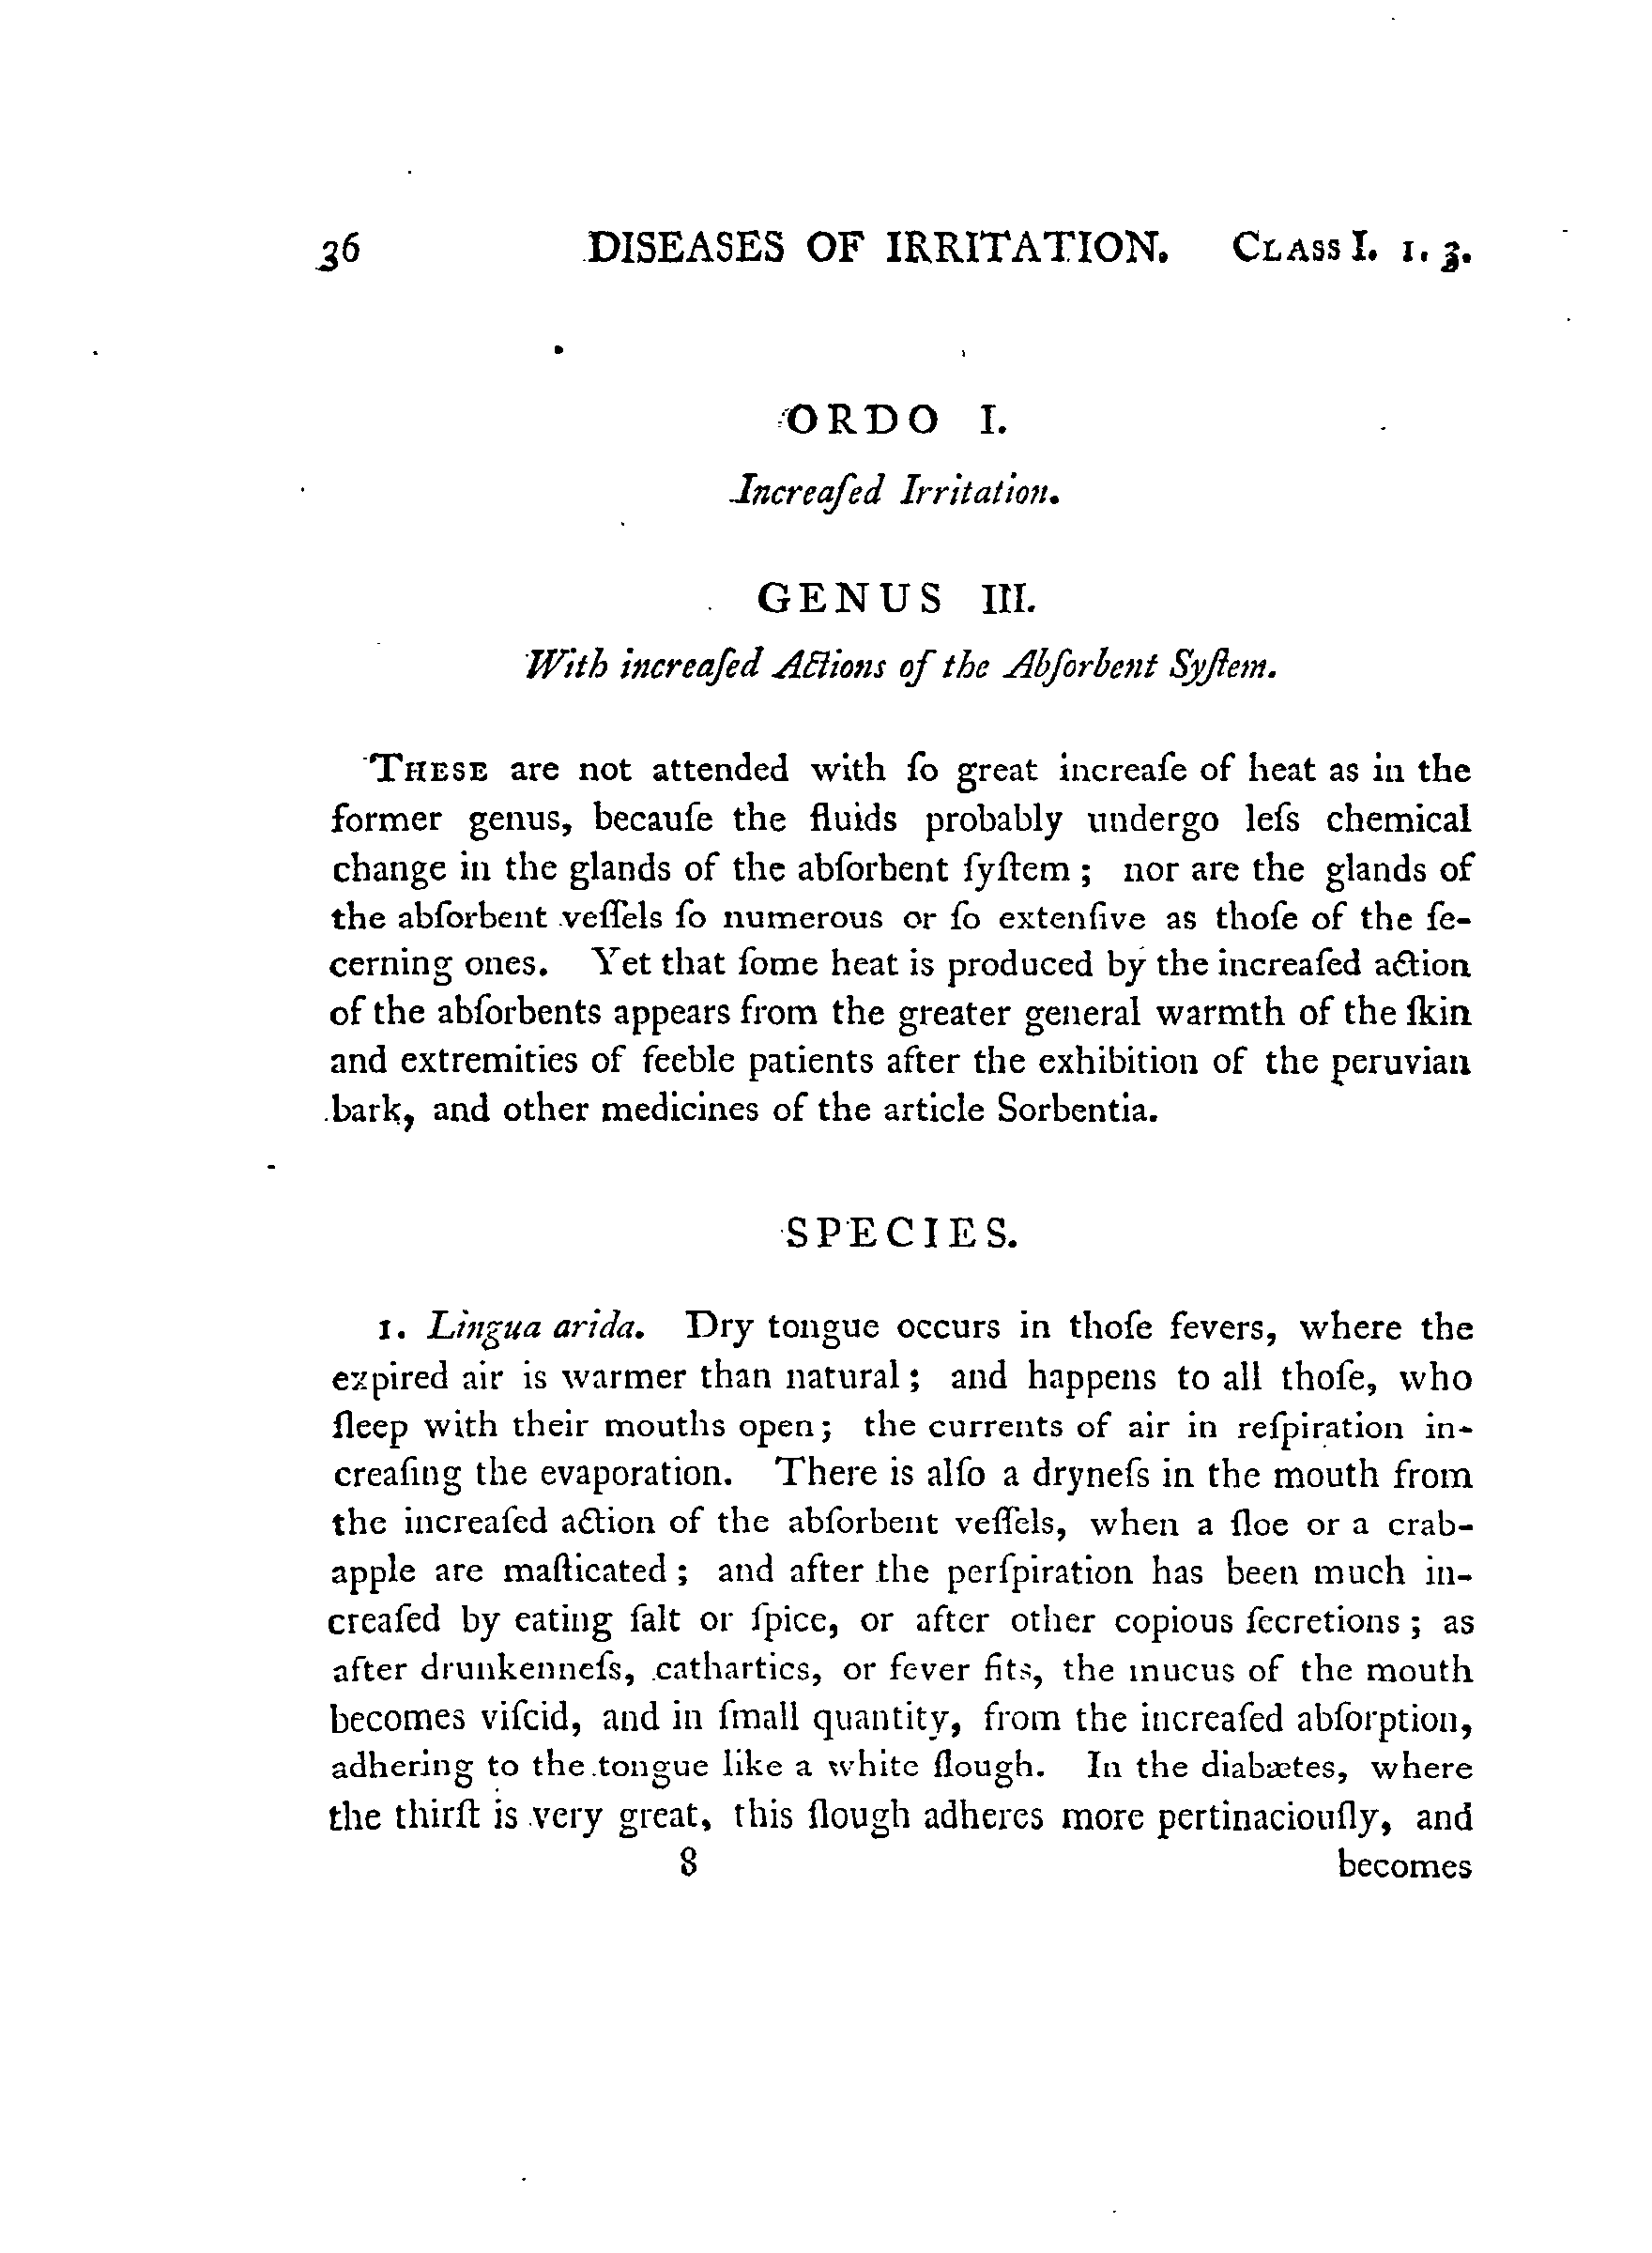 36 DISEASES OF IRRITATION. CLASS I. 1. 3.
ORDO I.
Increaſed Irritation.
GENUS III.
With increaſed Actions of the Abſorbent Syſtem.
THESE are not attended with ſo great increaſe of heat as in the
former genus, becauſe the fluids probably undergo leſs chemical
change in the glands of the abſorbent ſyſtem; nor are the glands of
the abſorbent veſſels ſo numerous or ſo extenſive as thoſe of the ſe-
cerning ones. Yet that ſome heat is produced by the increaſed action
of the abſorbents appears from the greater general warmth of the ſkin
and extremities of feeble patients after the exhibition of the peruvian
bark, and other medicines of the article Sorbentia.
SPECIES.
1. Lingua arida. Dry tongue occurs in thoſe fevers, where the
expired air is warmer than natural; and happens to all thoſe, who
ſleep with their mouths open; the currents of air in reſpiration in-
creaſing the evaporation. There is alſo a dryneſs in the mouth from
the increaſed action of the abſorbent veſſels, when a ſloe or a crab-
apple are maſticated; and after the perſpiration has been much in-
creaſed by eating ſalt or ſpice, or after other copious ſecretions; as
after drunkenneſs, cathartics, or fever fits, the mucus of the mouth
becomes viſcid, and in ſmall quantity, from the increaſed abſorption,
adhering to the tongue like a white ſlough. In the diabætes, where
the thirſt is very great, this ſlough adheres more pertinaciouſly, and
8 becomes